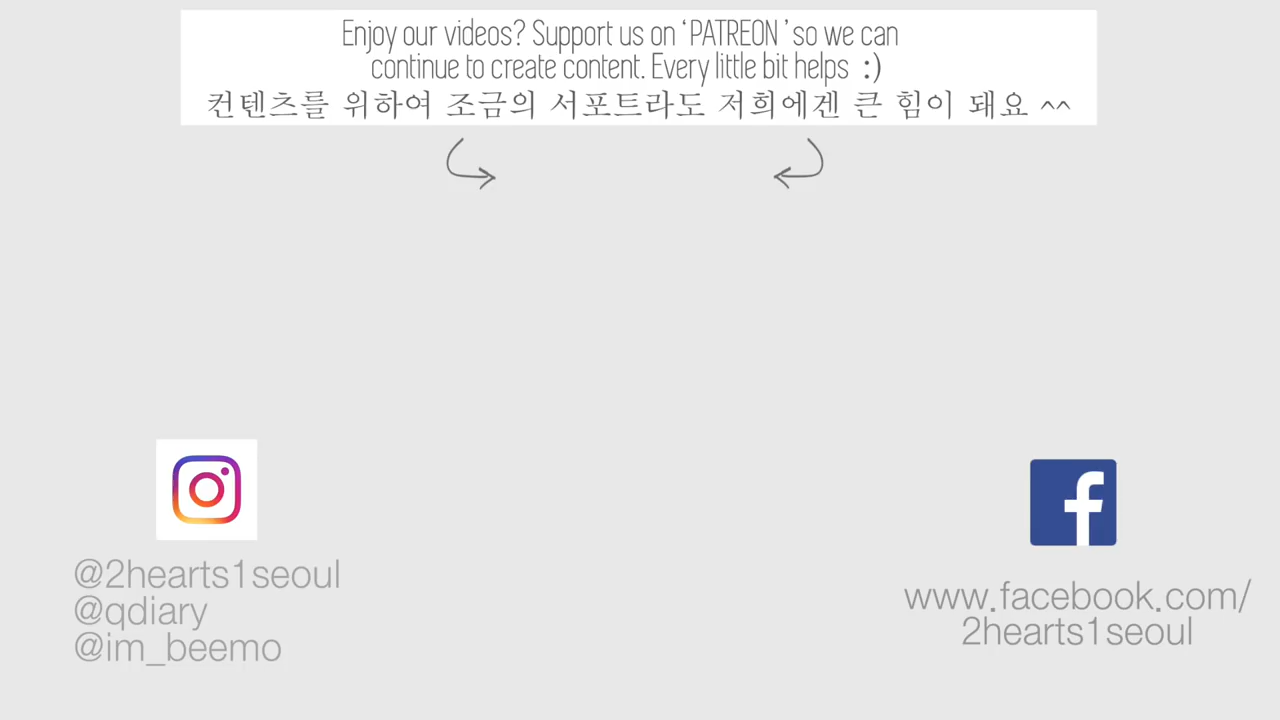 Enjoy our videos? Support us on ‘PATREON’ so we can
continue to create content. Every little bit helps :)
컨텐츠를 위하여 조금의 서포트라도 저희에겐 큰 힘이 돼요 ^^
@2hearts1seoul
@qdiary
@im_beemo
www.facebook.com/
2hearts1seoul